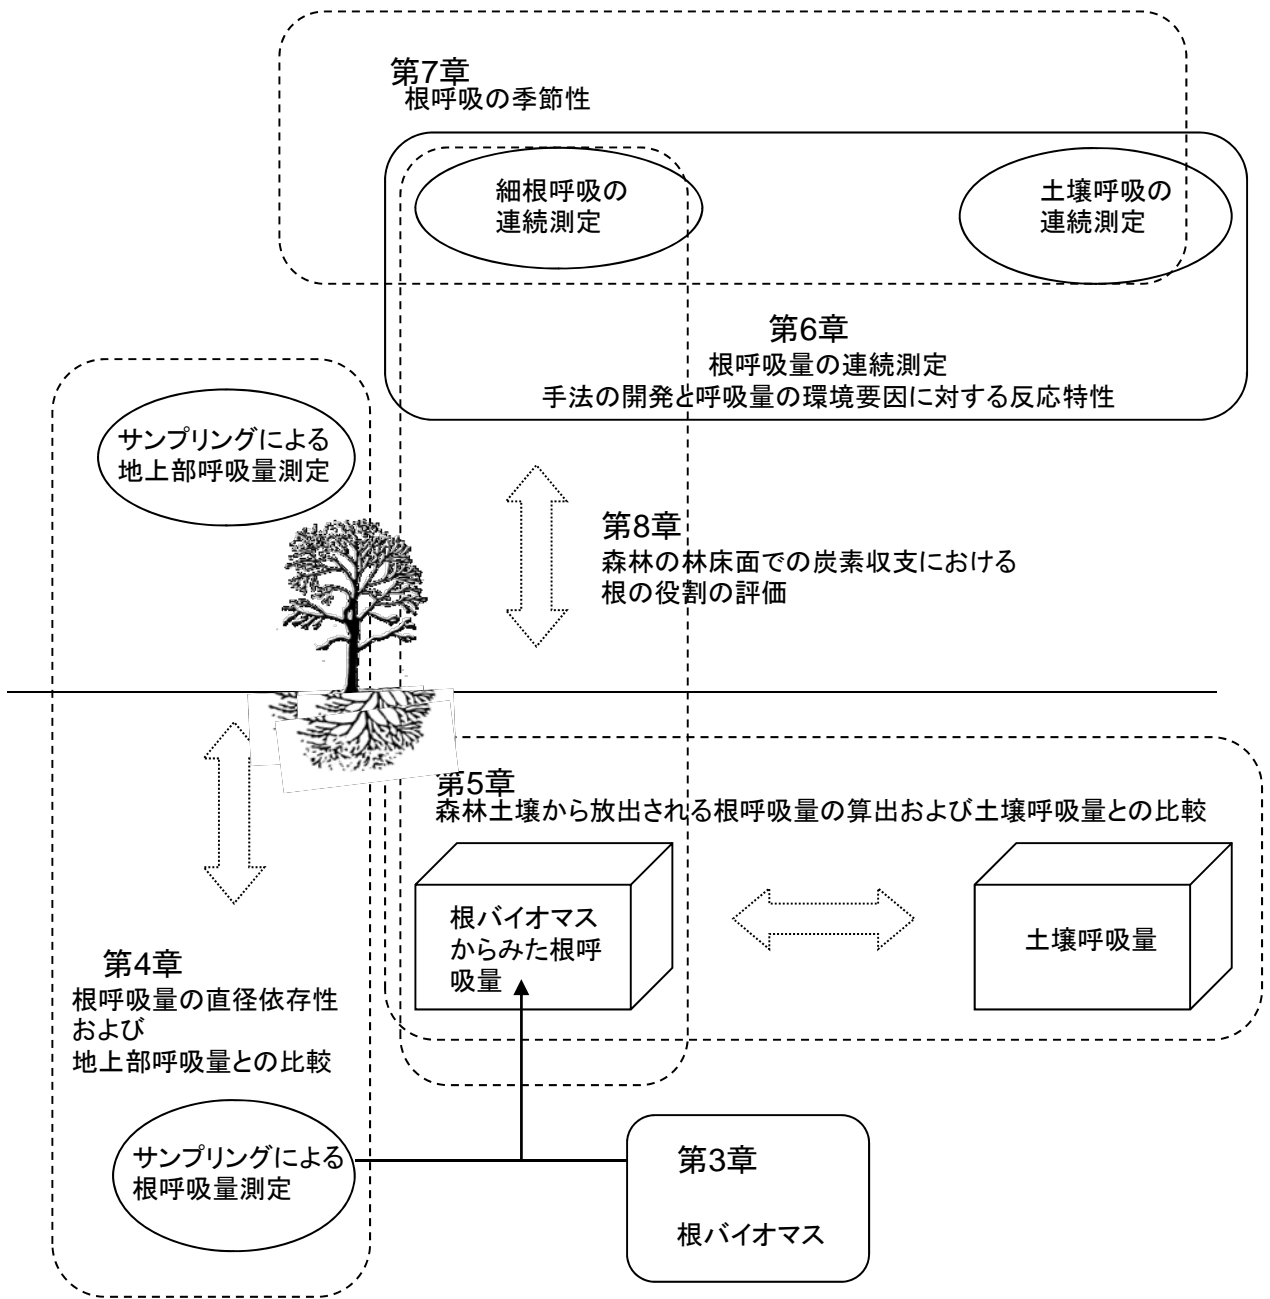 第7章
根呼吸の季節性
細根呼吸の
連続測定
土壌呼吸の
連続測定
第6章
根呼吸量の連続測定
手法の開発と呼吸量の環境要因に対する反応特性
サンプリングによる
地上部呼吸量測定
第8章
森林の林床面での炭素収支における
根の役割の評価
第5章
森林土壌から放出される根呼吸量の算出および土壌呼吸量との比較
根バイオマス
からみた根呼
吸量
土壌呼吸量
第4章
根呼吸量の直径依存性
および
地上部呼吸量との比較
サンプリングによる
根呼吸量測定
第3章
根バイオマス